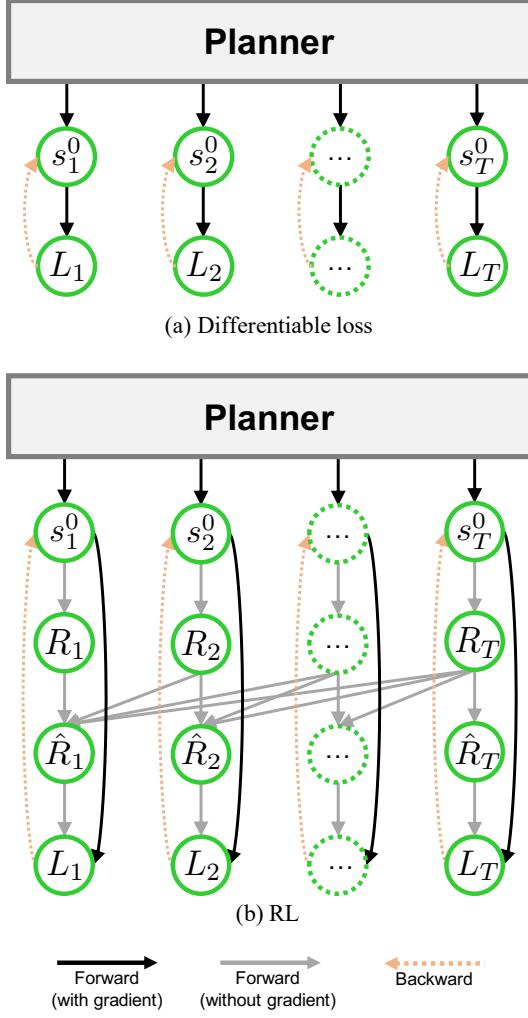 Planner
s_1^0 s_2^0 ... s_T^0
L_1 L_2 ... L_T
(a) Differentiable loss
Planner
s_1^0 s_2^0 ... s_T^0
R_1 R_2 ... R_T
R̂_1 R̂_2 ... R̂_T
L_1 L_2 ... L_T
(b) RL
Forward (with gradient)
Forward (without gradient)
Backward